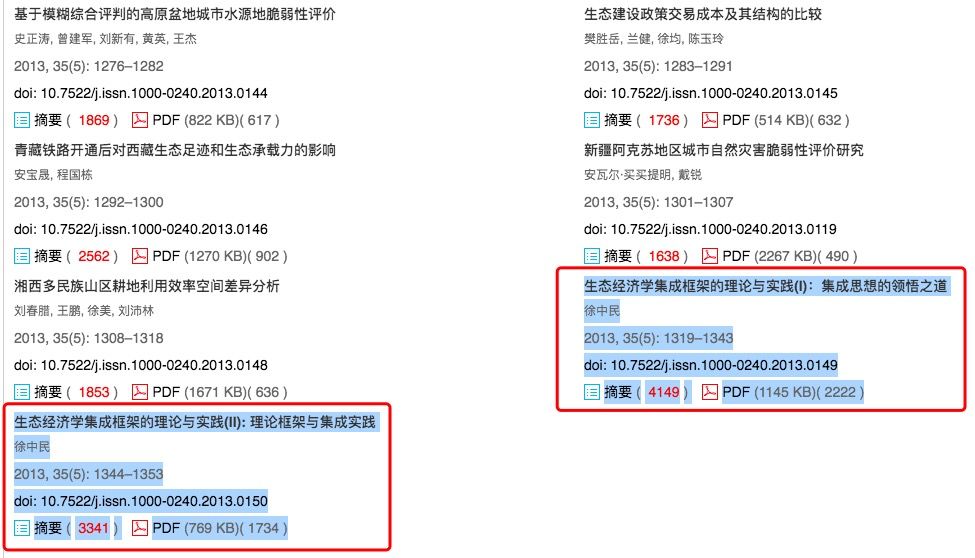 基于模糊综合评判的高原盆地城市水源地脆弱性评价
史正涛, 曾建军, 刘新有, 黄英, 王杰
2013, 35(5): 1276–1282
doi: 10.7522/j.issn.1000-0240.2013.0144
摘要 ( 1869 ) PDF (822 KB)( 617 )
生态建设政策交易成本及其结构的比较
樊胜岳, 兰健, 徐均, 陈玉玲
2013, 35(5): 1283–1291
doi: 10.7522/j.issn.1000-0240.2013.0145
摘要 ( 1736 ) PDF (514 KB)( 632 )
青藏铁路开通后对西藏生态足迹和生态承载力的影响
安宝晟, 程国栋
2013, 35(5): 1292–1300
doi: 10.7522/j.issn.1000-0240.2013.0146
摘要 ( 2562 ) PDF (1270 KB)( 902 )
新疆阿克苏地区城市自然灾害脆弱性评价研究
安瓦尔·买买提明, 戴锐
2013, 35(5): 1301–1307
doi: 10.7522/j.issn.1000-0240.2013.0119
摘要 ( 1638 ) PDF (2267 KB)( 490 )
湘西多民族山区耕地利用效率空间差异分析
刘春腊, 王鹏, 徐美, 刘沛林
2013, 35(5): 1308–1318
doi: 10.7522/j.issn.1000-0240.2013.0148
摘要 ( 1853 ) PDF (1671 KB)( 636 )
生态经济学集成框架的理论与实践(I)：集成思想的领悟之道
徐中民
2013, 35(5): 1319–1343
doi: 10.7522/j.issn.1000-0240.2013.0149
摘要 ( 4149 ) PDF (1145 KB)( 2222 )
生态经济学集成框架的理论与实践(II): 理论框架与集成实践
徐中民
2013, 35(5): 1344–1353
doi: 10.7522/j.issn.1000-0240.2013.0150
摘要 ( 3341 ) PDF (769 KB)( 1734 )